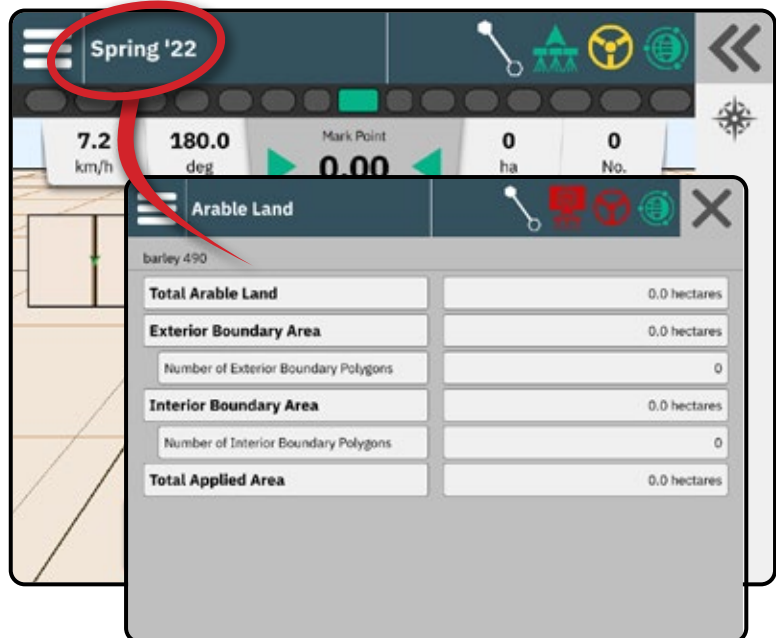 Spring '22
7.2
km/h
180.0
deg
Mark Point
0.00
0
ha
0
No.
Arable Land
barley 490
Total Arable Land 0.0 hectares
Exterior Boundary Area 0.0 hectares
Number of Exterior Boundary Polygons 0
Interior Boundary Area 0.0 hectares
Number of Interior Boundary Polygons 0
Total Applied Area 0.0 hectares